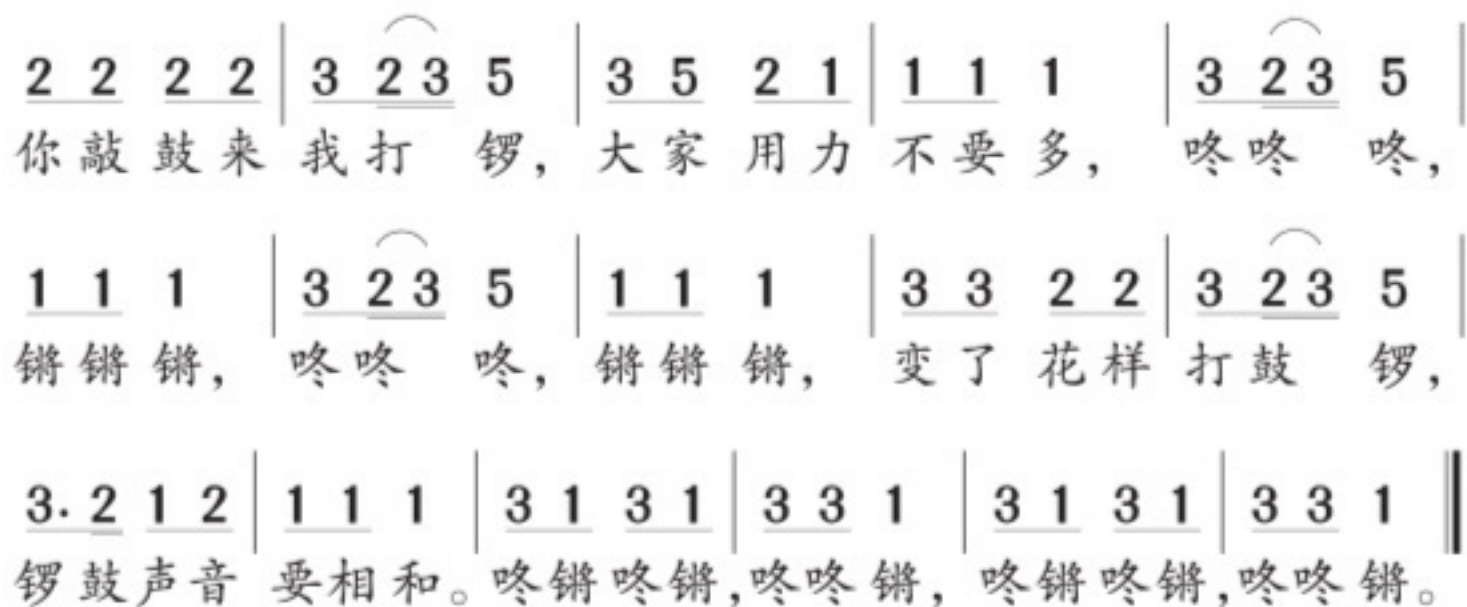 2 2 2 2 | 3 2 3 5 | 3 5 2 1 | 1 1 1 | 3 2 3 5 |
你敲鼓来 我打 锣, 大家用力 不要多, 咚咚 咚,
1 1 1 | 3 2 3 5 | 1 1 1 | 3 3 2 2 | 3 2 3 5 |
锵锵锵, 咚咚 咚, 锵锵锵, 变了花样 打鼓 锣,
3. 2 1 2 | 1 1 1 | 3 1 3 1 | 3 3 1 | 3 1 3 1 | 3 3 1 ‖
锣鼓声音 要相和。咚锵咚锵,咚咚锵, 咚锵咚锵,咚咚锵。